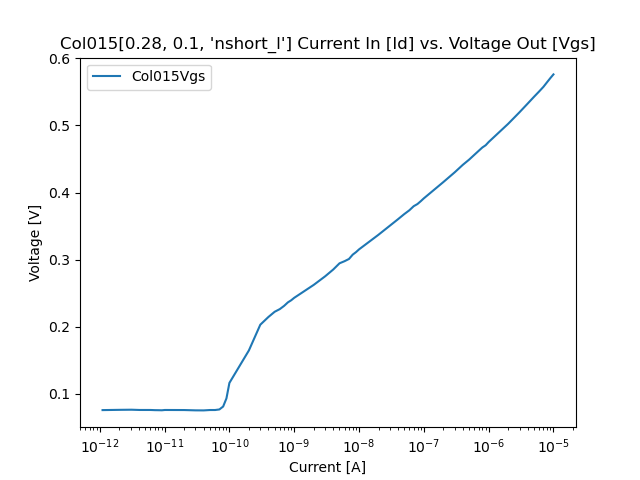 Col015[0.28, 0.1, 'nshort_l'] Current In [Id] vs. Voltage Out [Vgs]
Col015Vgs
0.6
0.5
0.4
0.3
0.2
0.1
Voltage [V]
10⁻¹² 10⁻¹¹ 10⁻¹⁰ 10⁻⁹ 10⁻⁸ 10⁻⁷ 10⁻⁶ 10⁻⁵
Current [A]